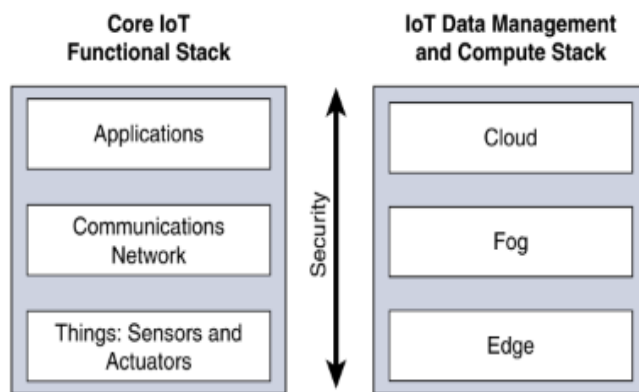 Core IoT
Functional Stack
Applications
Communications
Network
Things: Sensors and
Actuators
Security
IoT Data Management
and Compute Stack
Cloud
Fog
Edge